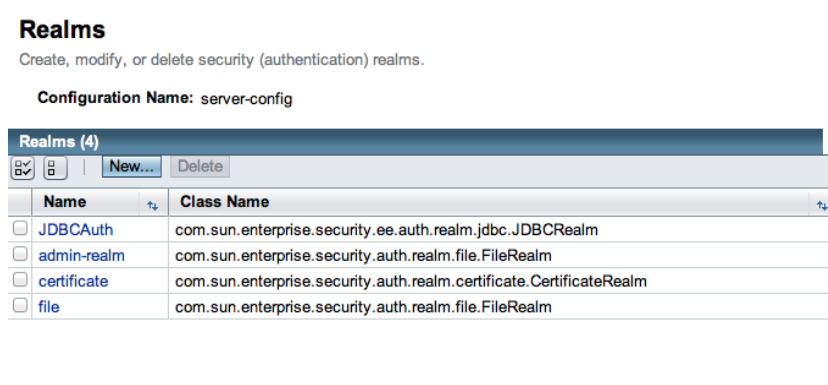 Realms
Create, modify, or delete security (authentication) realms.
Configuration Name: server-config
Realms (4)
New... Delete
Name Class Name
JDBCAuth com.sun.enterprise.security.ee.auth.realm.jdbc.JDBCRealm
admin-realm com.sun.enterprise.security.auth.realm.file.FileRealm
certificate com.sun.enterprise.security.auth.realm.certificate.CertificateRealm
file com.sun.enterprise.security.auth.realm.file.FileRealm